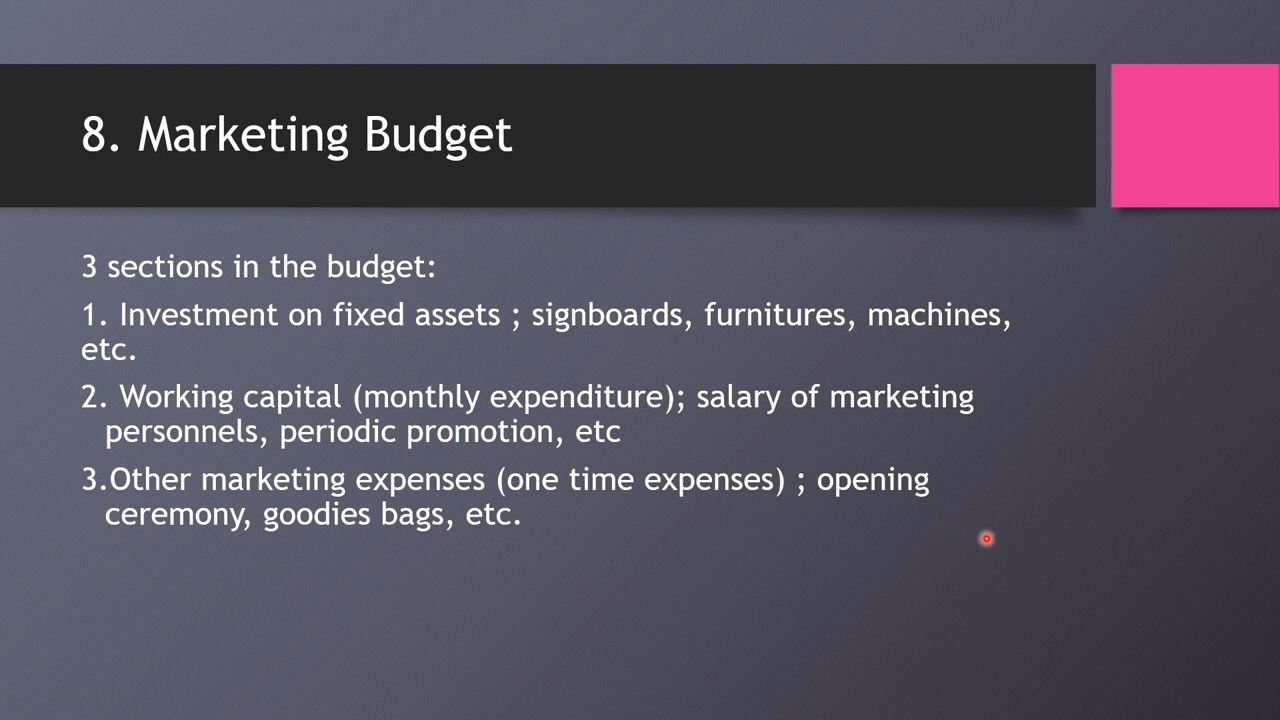 8. Marketing Budget
3 sections in the budget:
1. Investment on fixed assets ; signboards, furnitures, machines,
etc.
2. Working capital (monthly expenditure); salary of marketing
personnels, periodic promotion, etc
3.Other marketing expenses (one time expenses) ; opening
ceremony, goodies bags, etc.